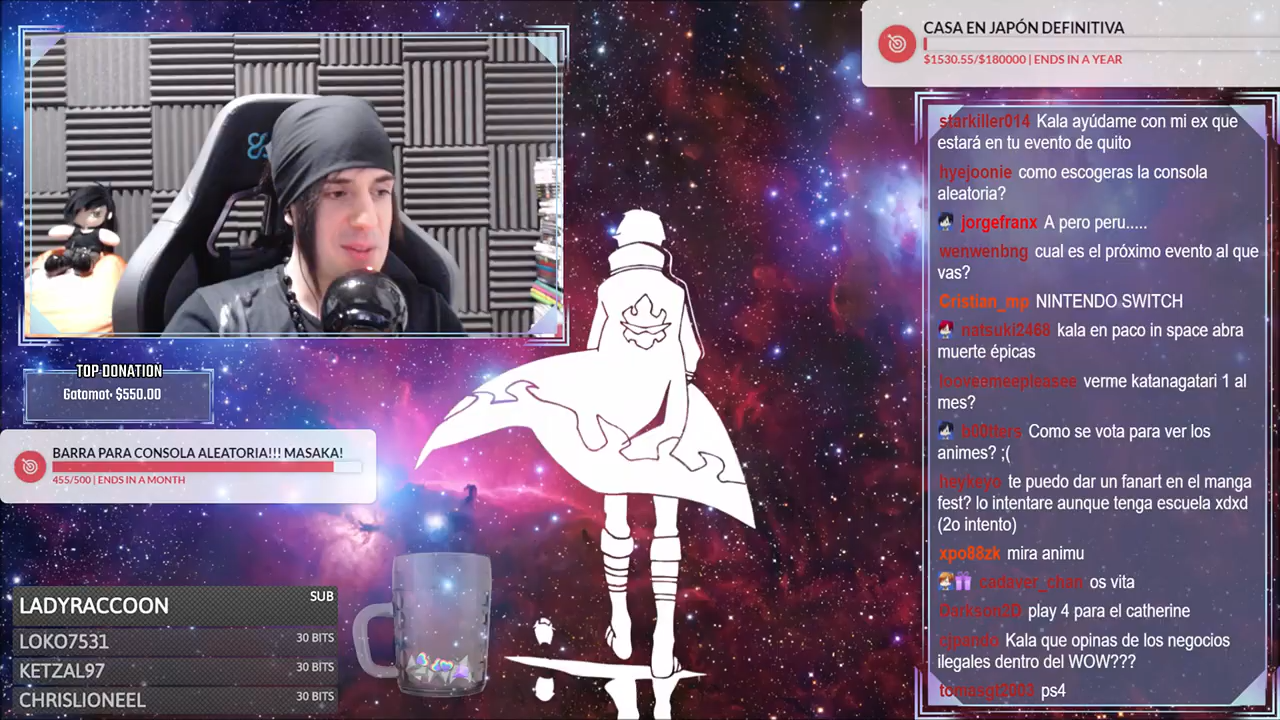 CASA EN JAPÓN DEFINITIVA
$1530.55/$180000 | ENDS IN A YEAR
starkiller014 Kala ayúdame con mi ex que
estará en tu evento de quito
hyejoonie como escogeras la consola
aleatoria?
jorgefranx A pero peru.....
wenwenbng cual es el próximo evento al que
vas?
Cristian_mp NINTENDO SWITCH
natsuki2468 kala en paco in space abra
muerte épicas
looveemeepleasee verme katanagatari 1 al
mes?
b00tters Como se vota para ver los
animes? ;(
heykeyo te puedo dar un fanart en el manga
fest? lo intentare aunque tenga escuela xdxd
(2o intento)
xpo88zk mira animu
cadaver_chan os vita
Darkson2D play 4 para el catherine
cjpando Kala que opinas de los negocios
ilegales dentro del WOW???
tomasgt2003 ps4
TOP DONATION
Gatomat: $550.00
BARRA PARA CONSOLA ALEATORIA!!! MASAKA!
455/500 | ENDS IN A MONTH
LADYRACCOON SUB
LOKO7531 30 BITS
KETZAL97 30 BITS
CHRISLIONEEL 30 BITS